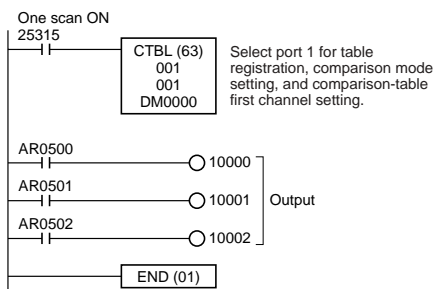 One scan ON
25315
CTBL (63)
001
001
DM0000
Select port 1 for table
registration, comparison mode
setting, and comparison-table
first channel setting.
AR0500
10000
AR0501
10001
Output
AR0502
10002
END (01)